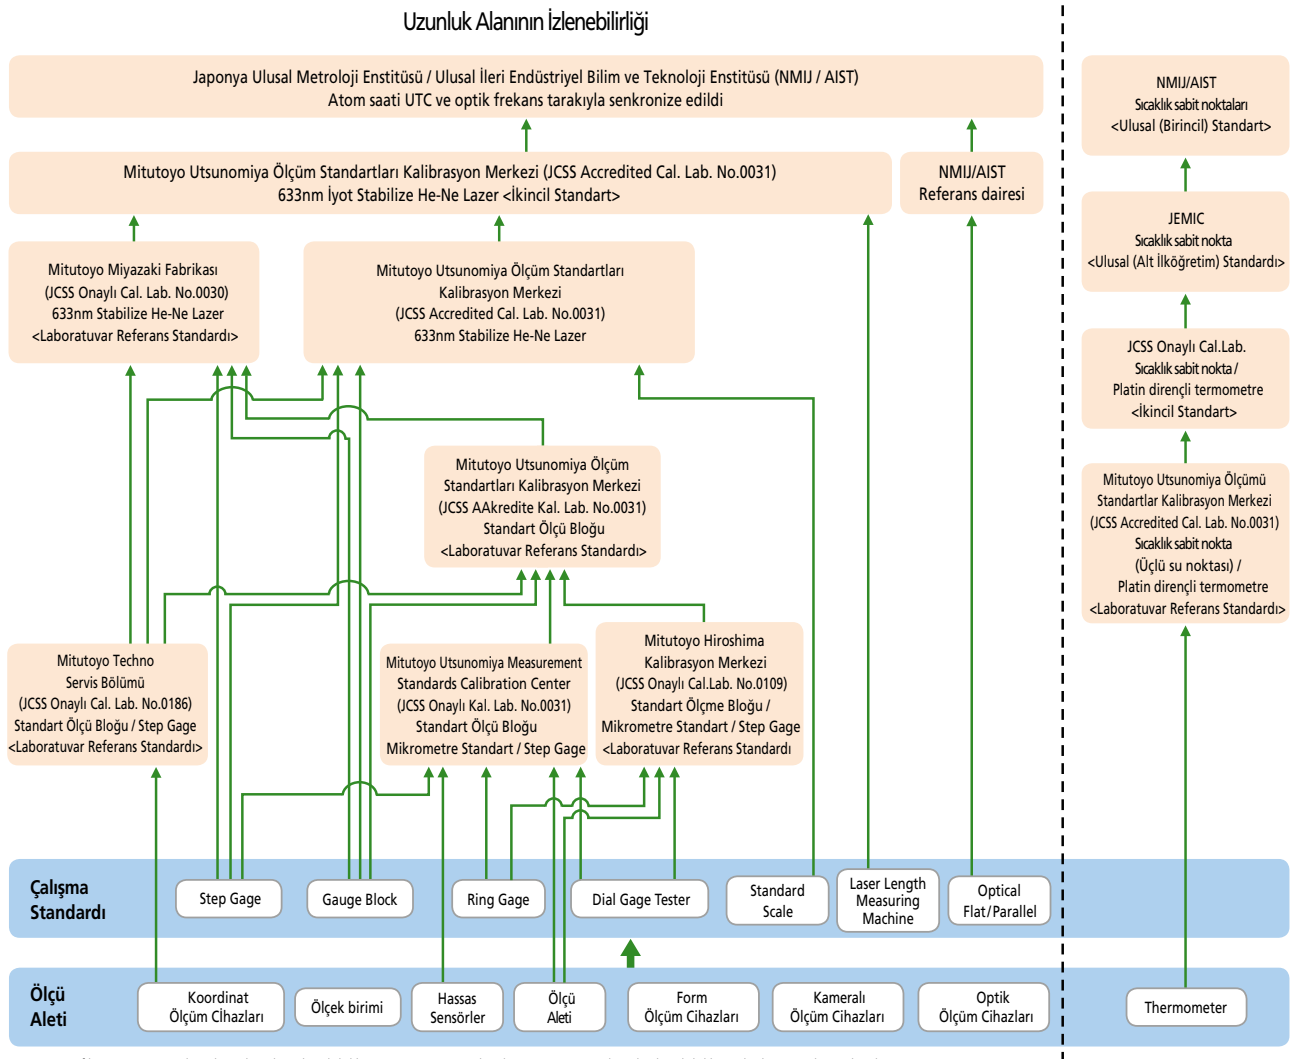 Uzunluk Alanının İzlenebilirliği
Japonya Ulusal Metroloji Enstitüsü / Ulusal İleri Endüstriyel Bilim ve Teknoloji Enstitüsü (NMIJ / AIST)
Atom saati UTC ve optik frekans tarakıyla senkronize edildi
Mitutoyo Utsunomiya Ölçüm Standartları Kalibrasyon Merkezi (JCSS Accredited Cal. Lab. No.0031)
633nm İyot Stabilize He-Ne Lazer <İkincil Standart>
NMIJ/AIST
Referans dairesi
Mitutoyo Miyazaki Fabrikası
(JCSS Onaylı Cal. Lab. No.0030)
633nm Stabilize He-Ne Lazer
<Laboratuvar Referans Standardı>
Mitutoyo Utsunomiya Ölçüm Standartları
Kalibrasyon Merkezi
(JCSS Accredited Cal. Lab. No.0031)
633nm Stabilize He-Ne Lazer
Mitutoyo Utsunomiya Ölçüm
Standartları Kalibrasyon Merkezi
(JCSS AAkredite Kal. Lab. No.0031)
Standart Ölçü Bloğu
<Laboratuvar Referans Standardı>
Mitutoyo Techno
Servis Bölümü
(JCSS Onaylı Cal. Lab. No.0186)
Standart Ölçü Bloğu / Step Gage
<Laboratuvar Referans Standardı>
Mitutoyo Utsunomiya Measurement
Standards Calibration Center
(JCSS Onaylı Kal. Lab. No.0031)
Standart Ölçü Bloğu
Mikrometre Standart / Step Gage
Mitutoyo Hiroshima
Kalibrasyon Merkezi
(JCSS Onaylı Cal.Lab. No.0109)
Standart Ölçme Bloğu /
Mikrometre Standart / Step Gage
<Laboratuvar Referans Standardı
NMIJ/AIST
Sıcaklık sabit noktaları
<Ulusal (Birincil) Standart>
JEMIC
Sıcaklık sabit nokta
<Ulusal (Alt İlköğretim) Standardı>
JCSS Onaylı Cal.Lab.
Sıcaklık sabit nokta /
Platin dirençli termometre
<İkincil Standart>
Mitutoyo Utsunomiya Ölçümü
Standartlar Kalibrasyon Merkezi
(JCSS Accredited Cal. Lab. No.0031)
Sıcaklık sabit nokta
(Üçlü su noktası) /
Platin dirençli termometre
<Laboratuvar Referans Standardı>
Çalışma
Standardı
Step Gage
Gauge Block
Ring Gage
Dial Gage Tester
Standard
Scale
Laser Length
Measuring
Machine
Optical
Flat/Parallel
Ölçü
Aleti
Koordinat
Ölçüm Cİhazları
Ölçek birimi
Hassas
Sensörler
Ölçü
Aleti
Form
Ölçüm Cihazları
Kameralı
Ölçüm Cihazları
Optik
Ölçüm Cihazları
Thermometer